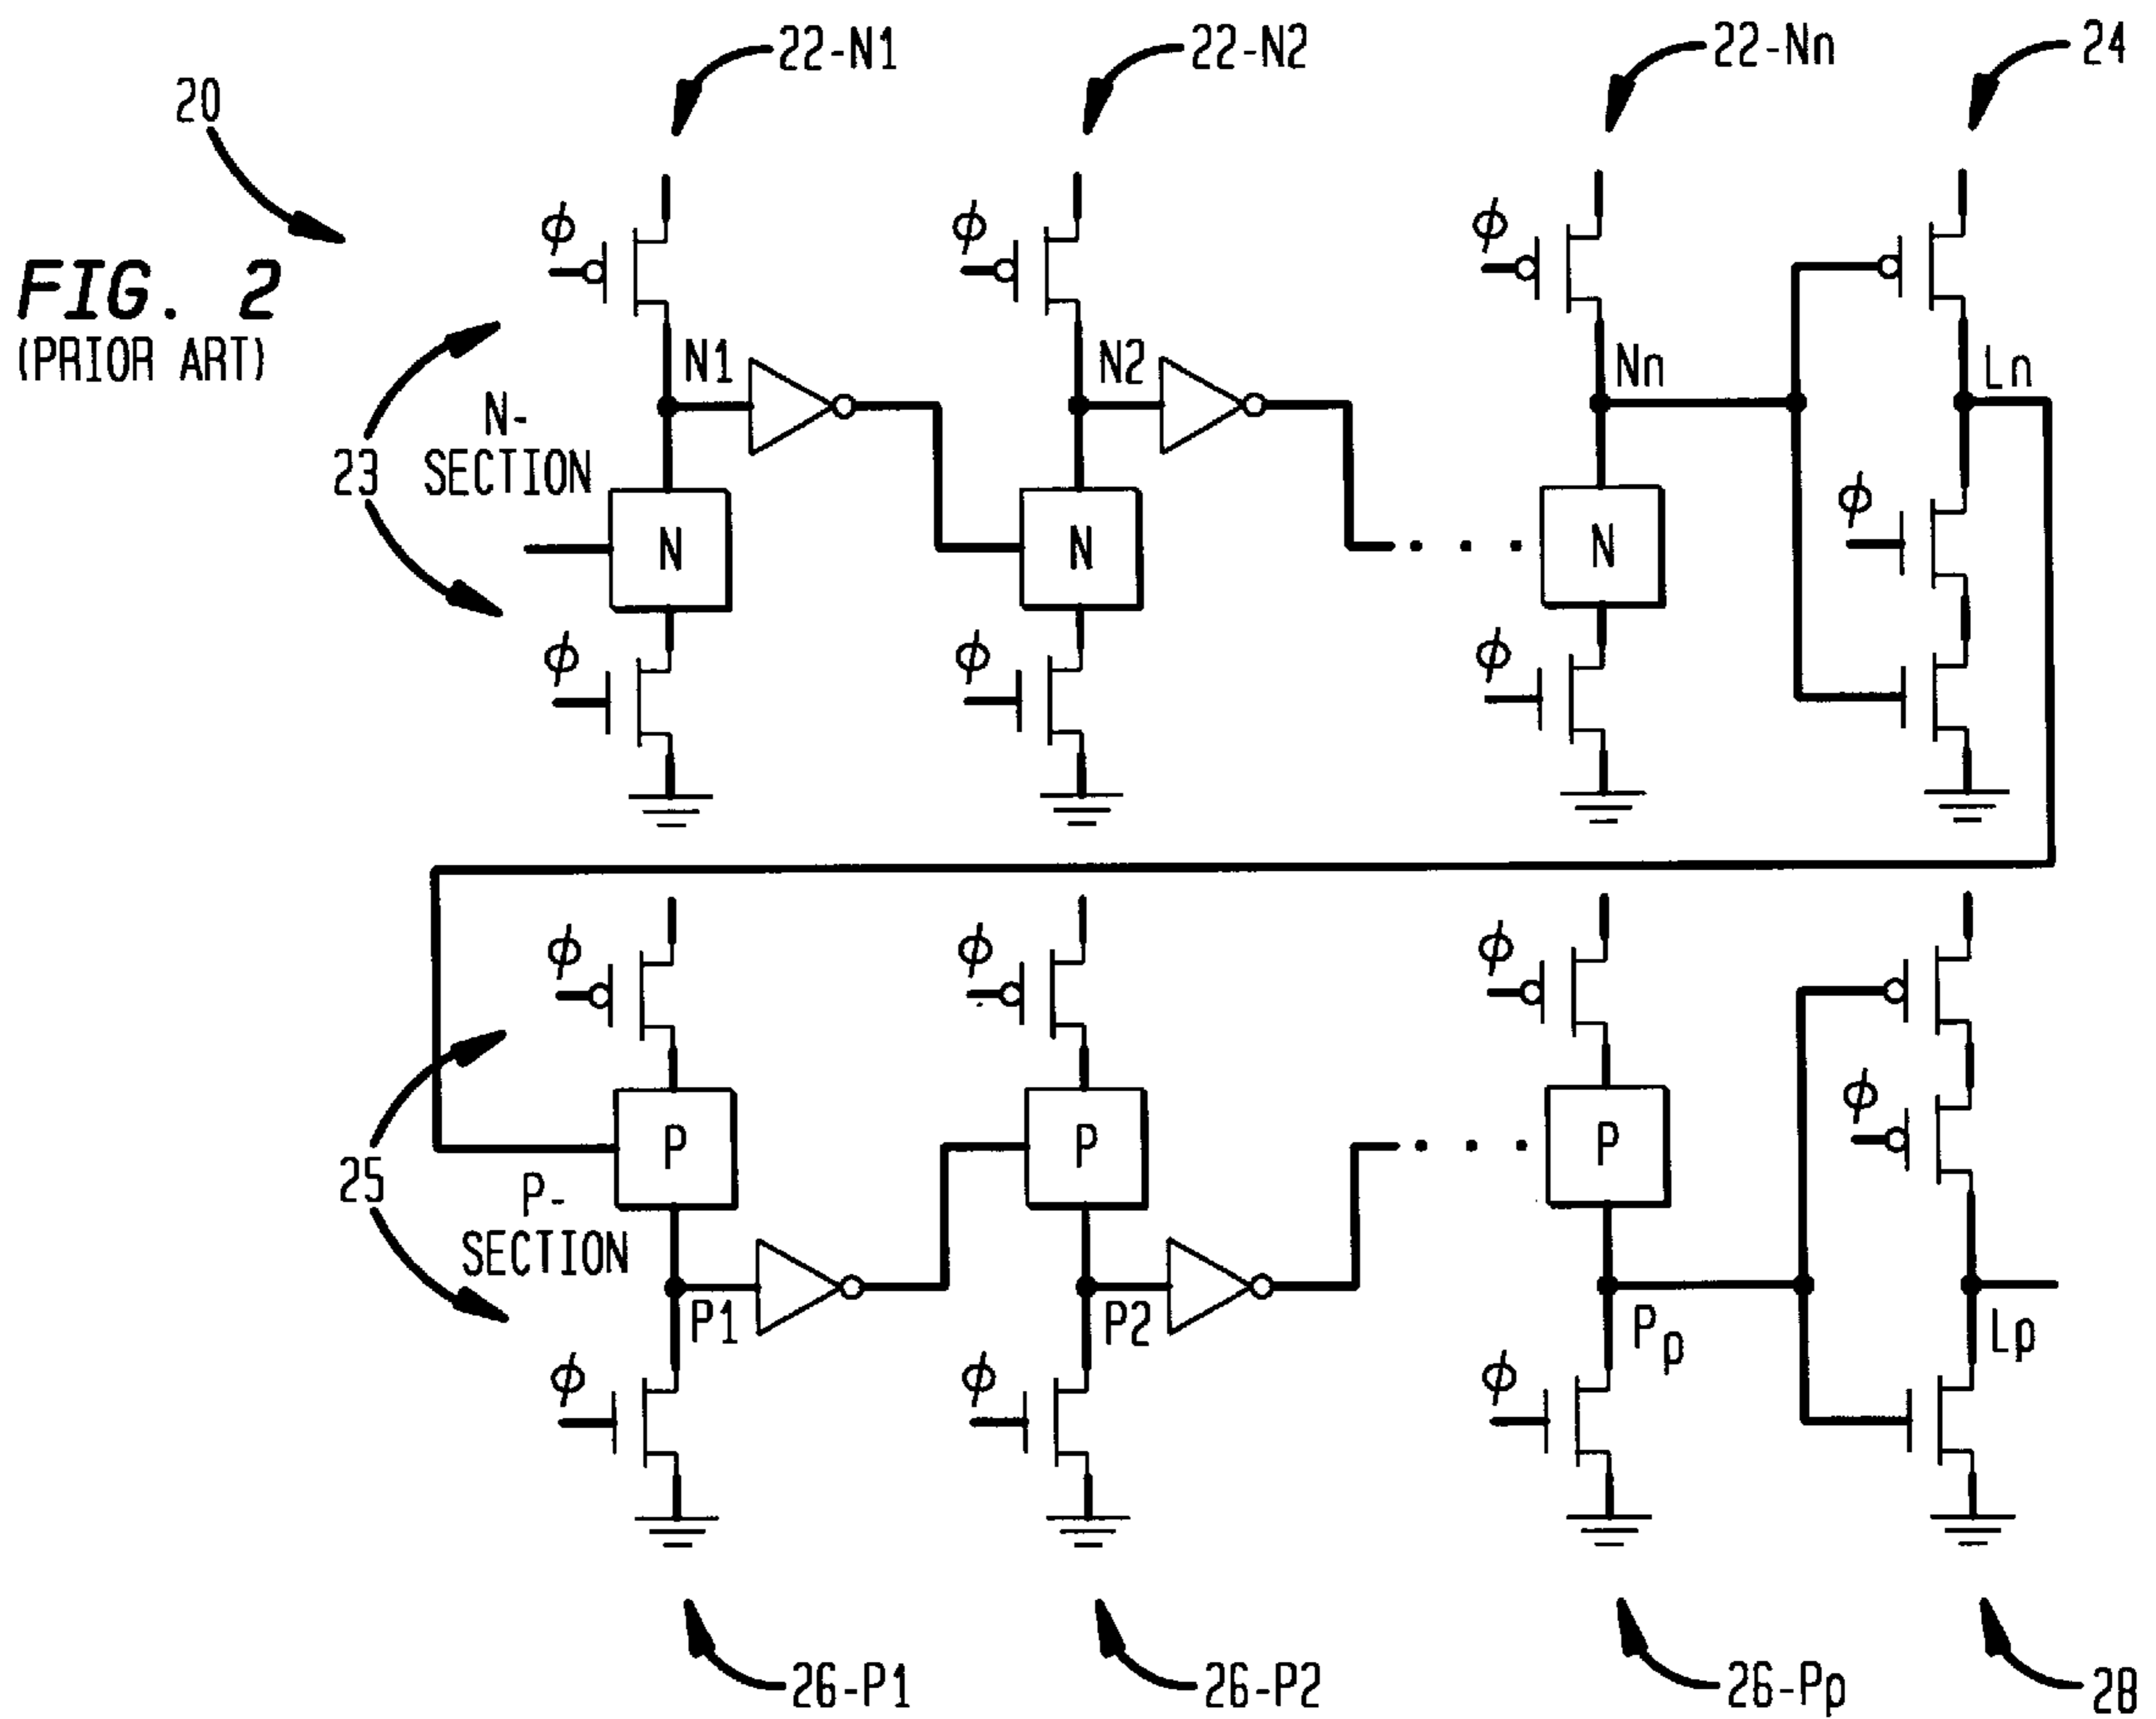 22-N1
22-N2
22-Nn
24
20
ϕ
ϕ
ϕ
FIG. 2
(PRIOR ART)
N1
N2
Nn
Ln
N-
SECTION
23
ϕ
N
N
N
ϕ
ϕ
ϕ
ϕ
ϕ
ϕ
ϕ
P
P
P
25
P-
SECTION
P1
P2
Pp
Lp
ϕ
ϕ
ϕ
26-P1
26-P2
26-Pp
28